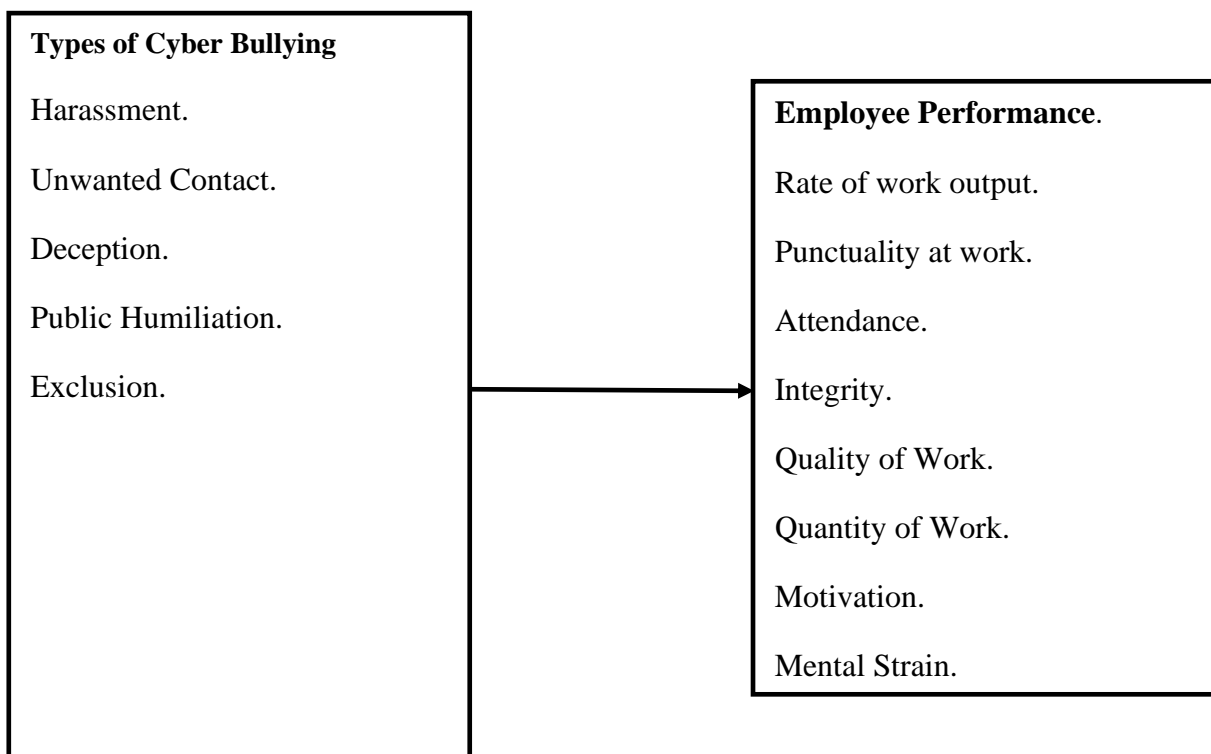 Types of Cyber Bullying
Harassment.
Unwanted Contact.
Deception.
Public Humiliation.
Exclusion.
Employee Performance.
Rate of work output.
Punctuality at work.
Attendance.
Integrity.
Quality of Work.
Quantity of Work.
Motivation.
Mental Strain.